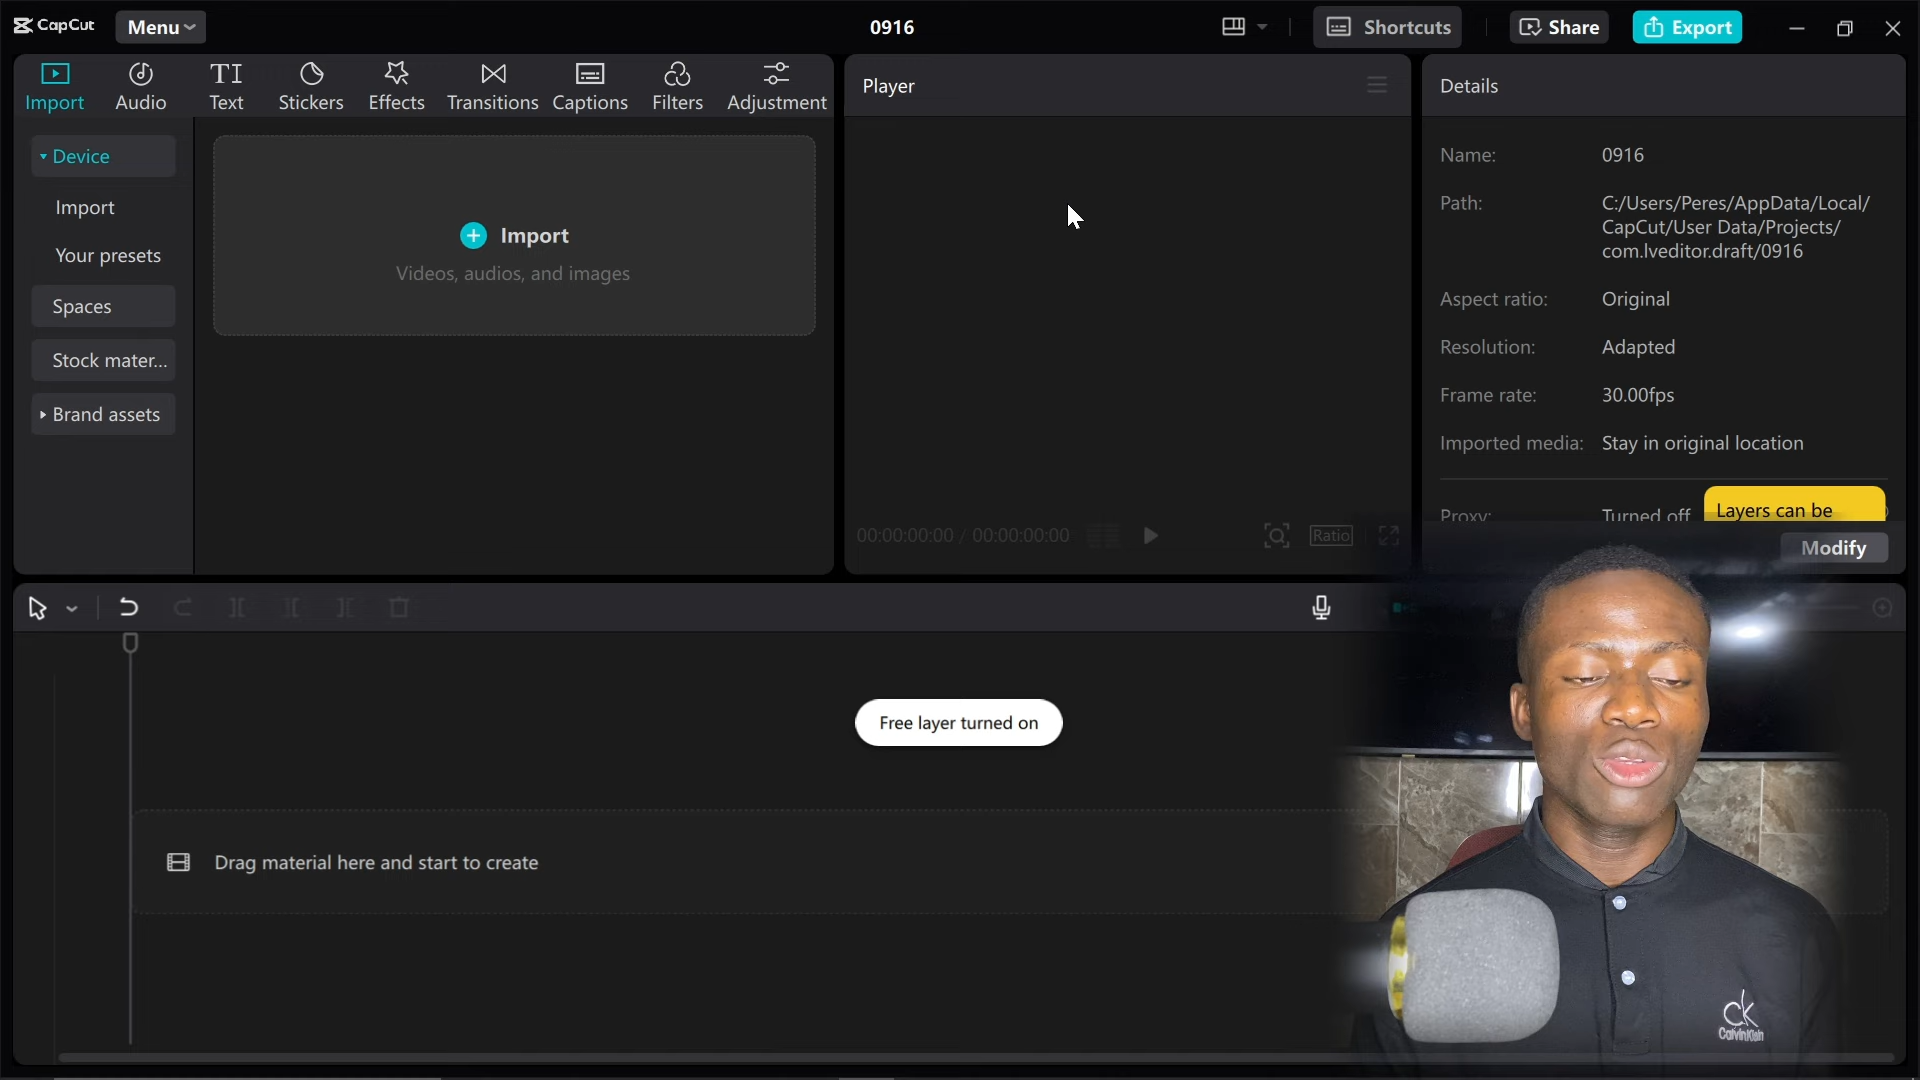 CapCut
Menu
0916
Shortcuts
Share
Export
Import
Audio
TI
Text
Stickers
Effects
Transitions
Captions
Filters
Adjustment
Device
Import
Your presets
Spaces
Stock mater...
Brand assets
Import
Videos, audios, and images
Player
00:00:00:00 / 00:00:00:00
Ratio
Details
Name: 0916
Path: C:/Users/Peres/AppData/Local/
CapCut/User Data/Projects/
com.lveditor.draft/0916
Aspect ratio: Original
Resolution: Adapted
Frame rate: 30.00fps
Imported media: Stay in original location
Proxy: Turned off
Layers can be
Modify
Free layer turned on
Drag material here and start to create
CK
Calvin Klein